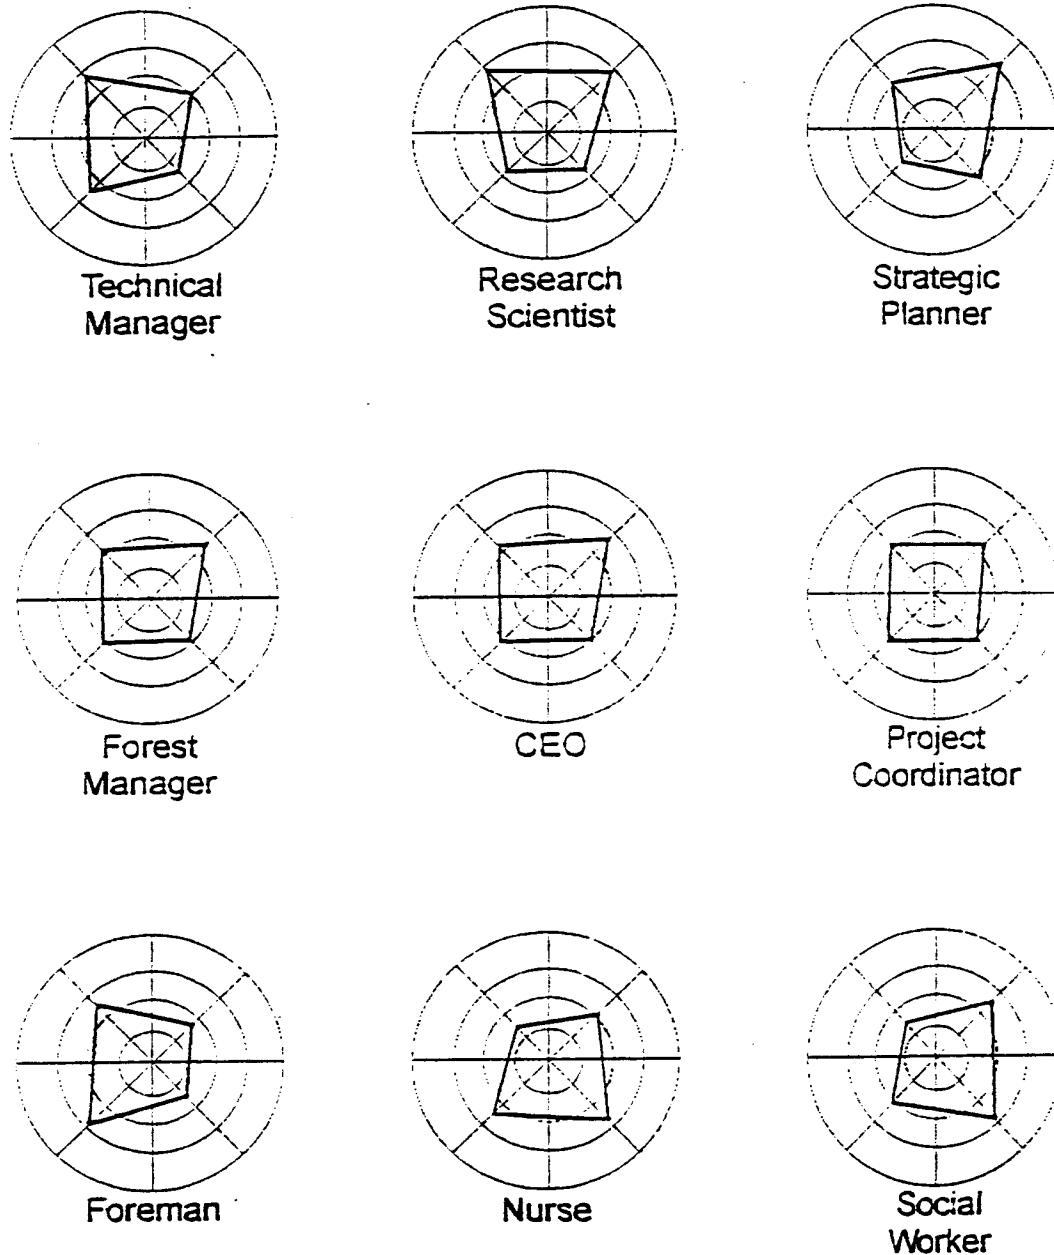 Technical
Manager
Research
Scientist
Strategic
Planner
Forest
Manager
CEO
Project
Coordinator
Foreman
Nurse
Social
Worker